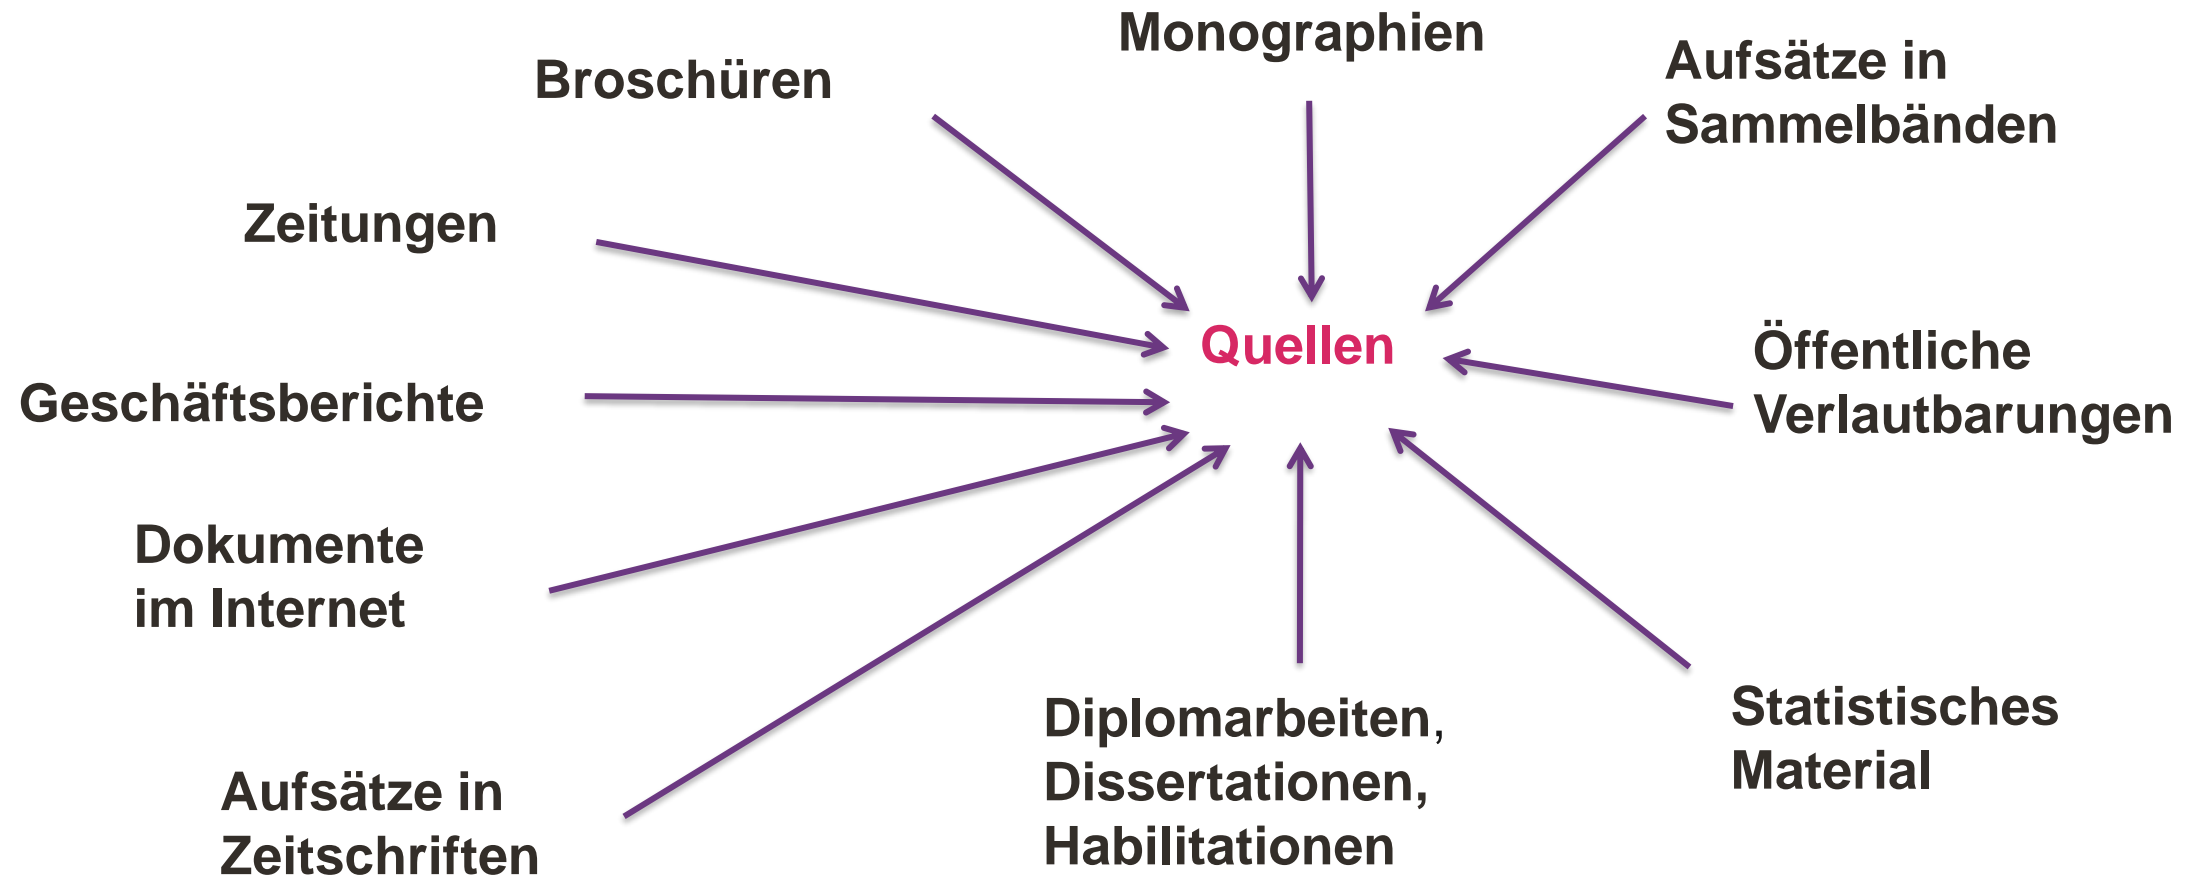 Monographien
Broschüren
Aufsätze in
Sammelbänden
Zeitungen
Quellen
Öffentliche
Verlautbarungen
Geschäftsberichte
Dokumente
im Internet
Statistisches
Material
Diplomarbeiten,
Dissertationen,
Habilitationen
Aufsätze in
Zeitschriften